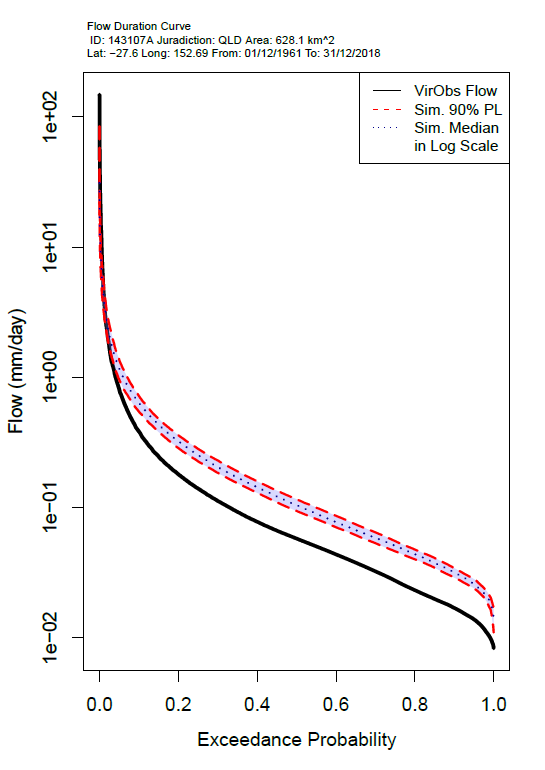 Flow Duration Curve
ID: 143107A Juradiction: QLD Area: 628.1 km^2
Lat: −27.6 Long: 152.69 From: 01/12/1961 To: 31/12/2018
VirObs Flow
Sim. 90% PL
Sim. Median
in Log Scale
Flow (mm/day)
1e+02
1e+01
1e+00
1e−01
1e−02
0.0 0.2 0.4 0.6 0.8 1.0
Exceedance Probability